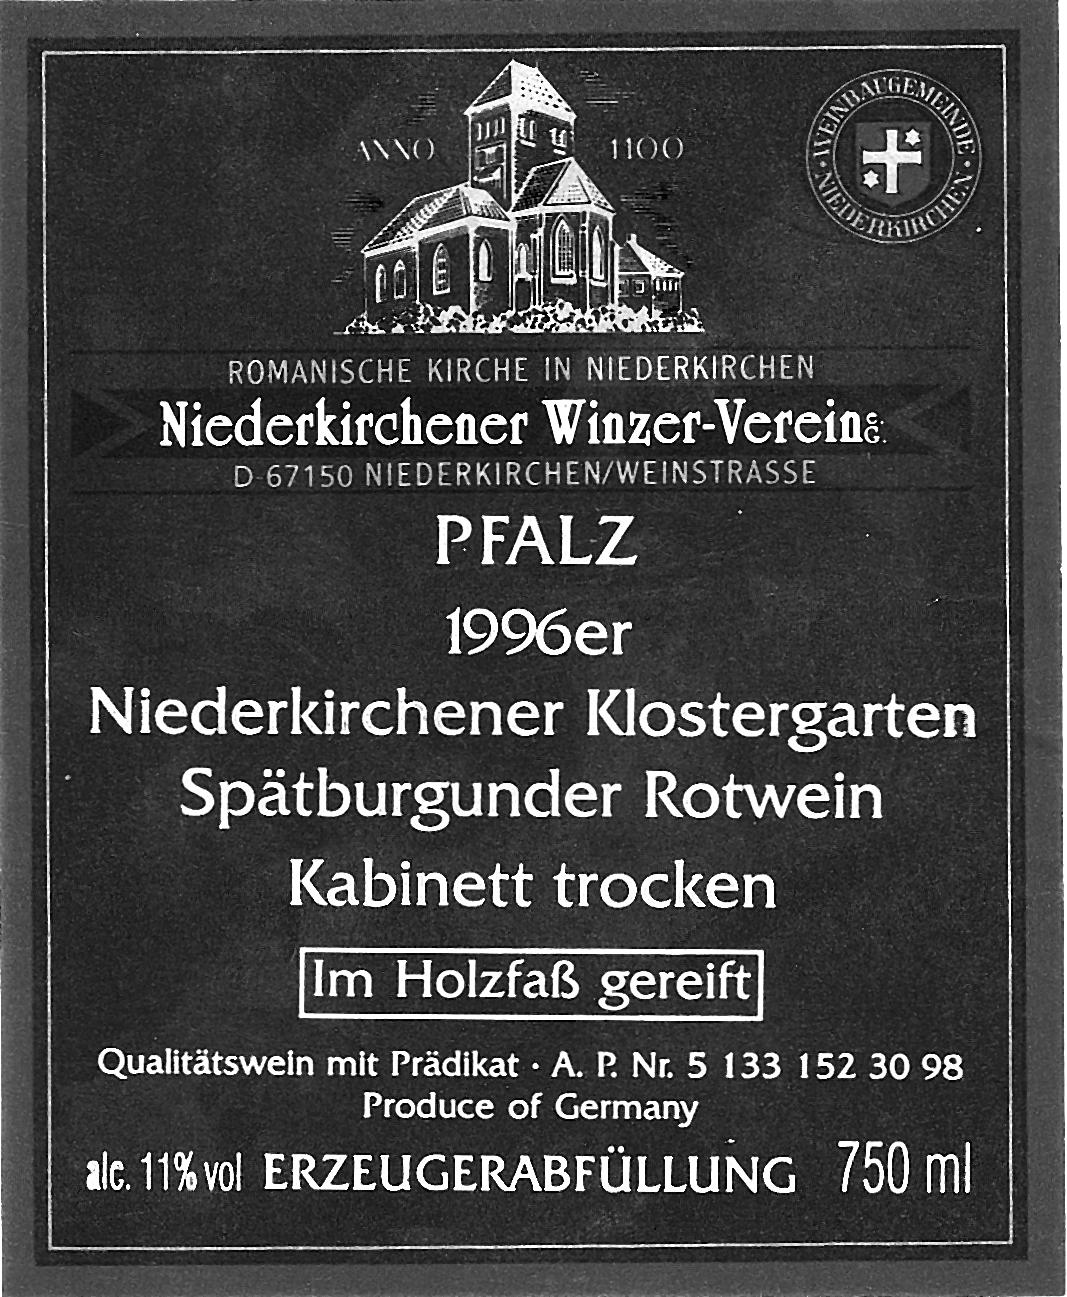 ANNO 1100
WEINBAUGEMEINDE
NIEDERKIRCHEN
ROMANISCHE KIRCHE IN NIEDERKIRCHEN
Niederkirchener Winzer-Verein e.G.
D-67150 NIEDERKIRCHEN/WEINSTRASSE
PFALZ
1996er
Niederkirchener Klostergarten
Spätburgunder Rotwein
Kabinett trocken
Im Holzfaß gereift
Qualitätswein mit Prädikat · A. P. Nr. 5 133 152 30 98
Produce of Germany
alc. 11% vol ERZEUGERABFÜLLUNG 750 ml